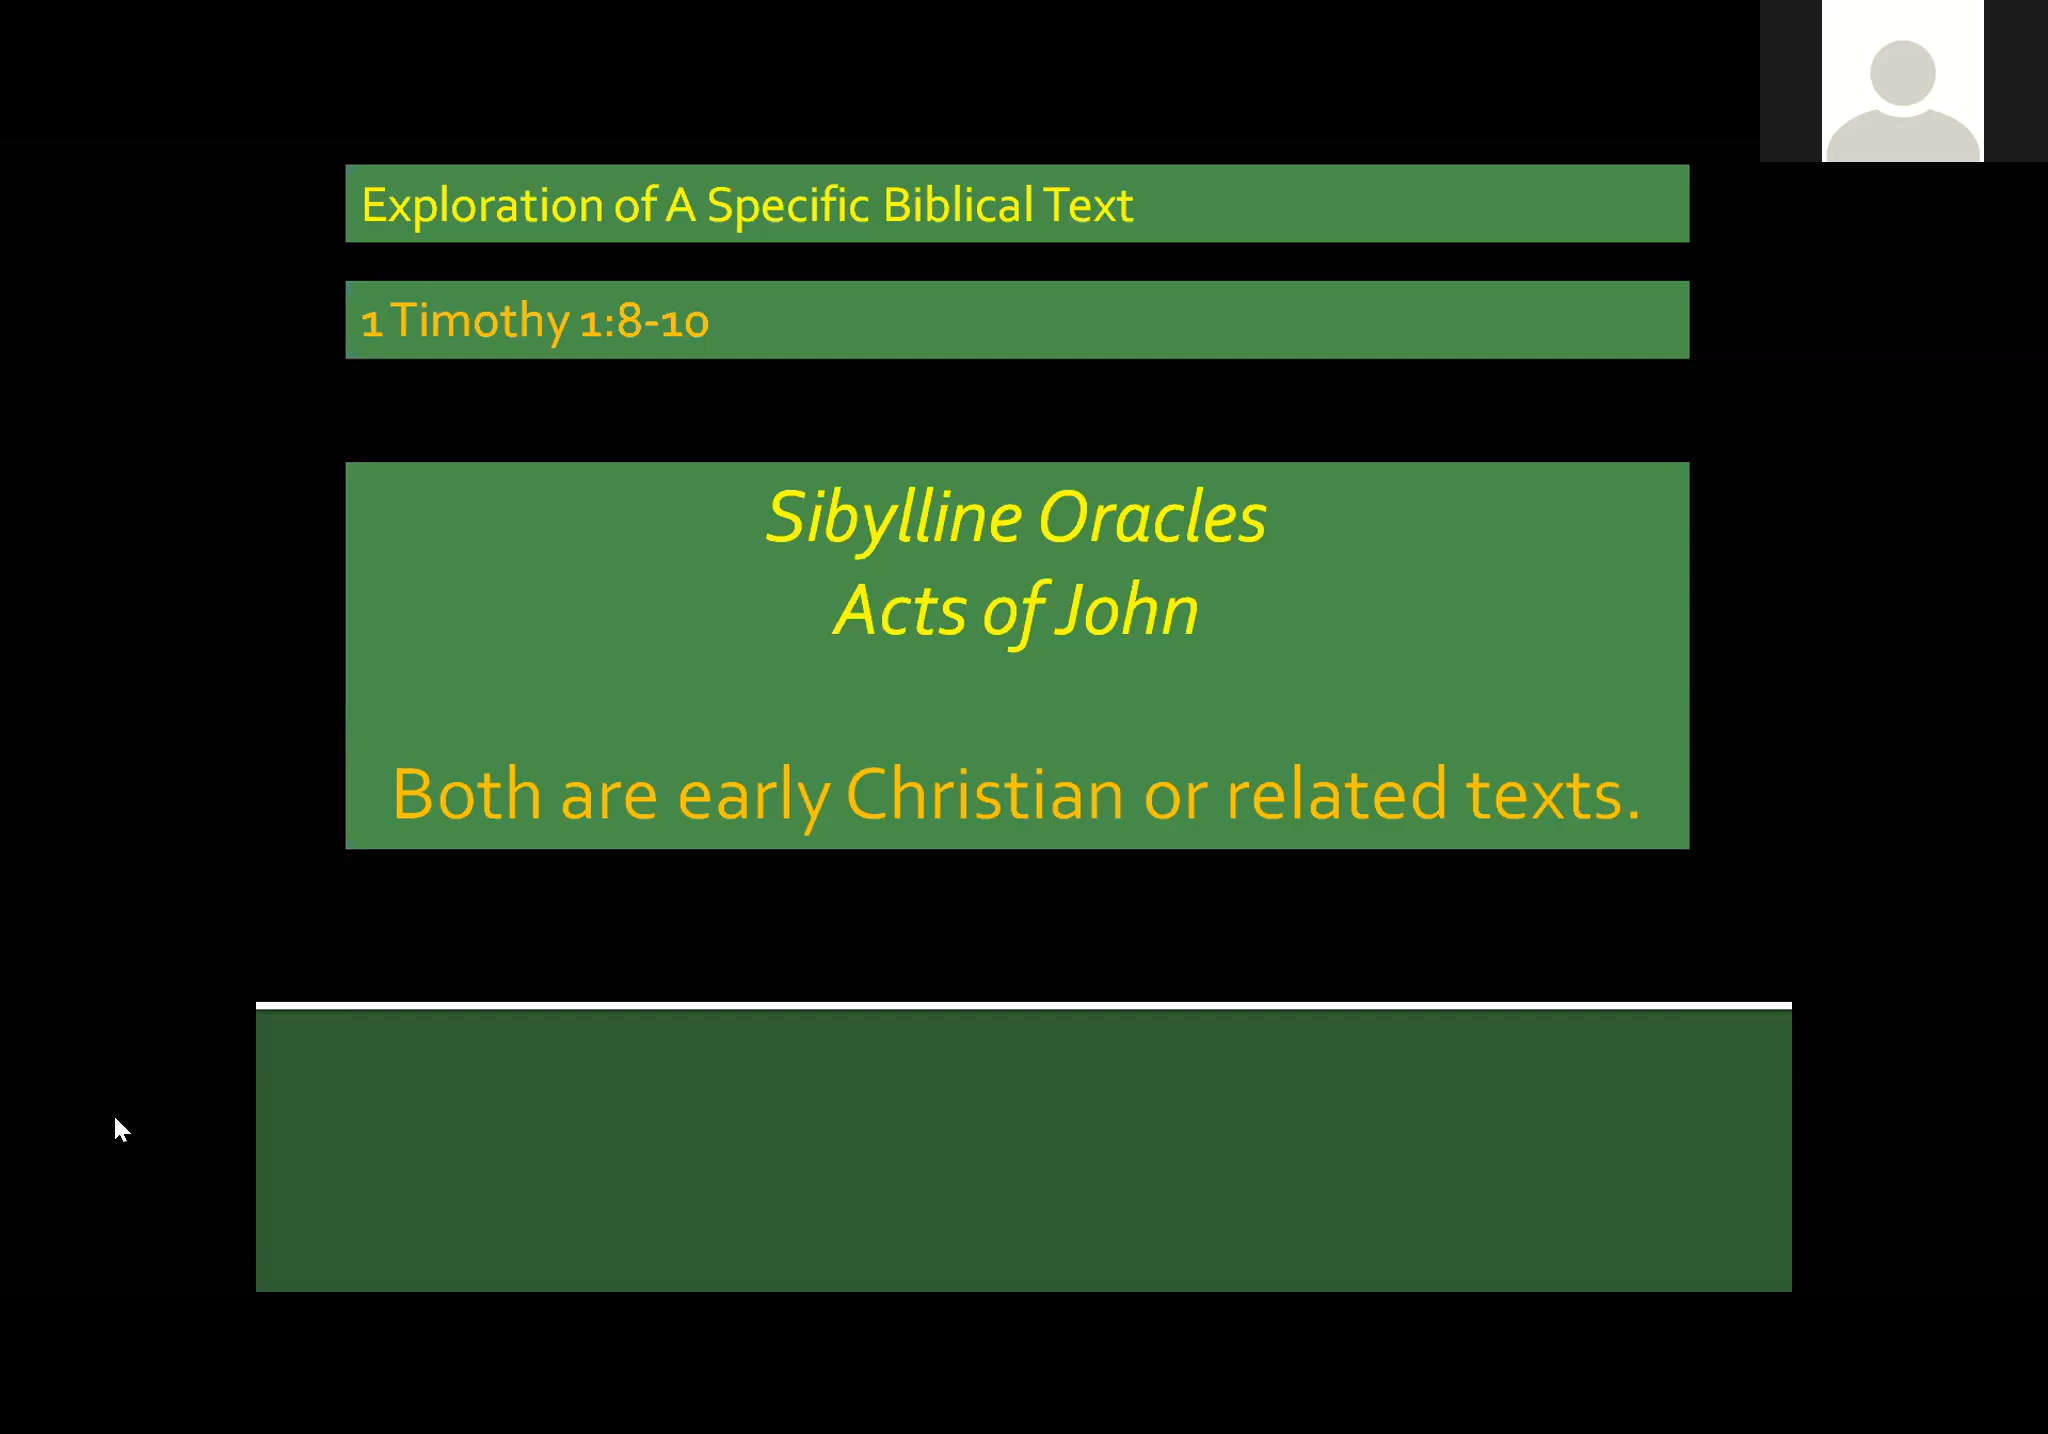 Exploration of A Specific Biblical Text
1 Timothy 1:8-10
Sibylline Oracles
Acts of John
Both are early Christian or related texts.